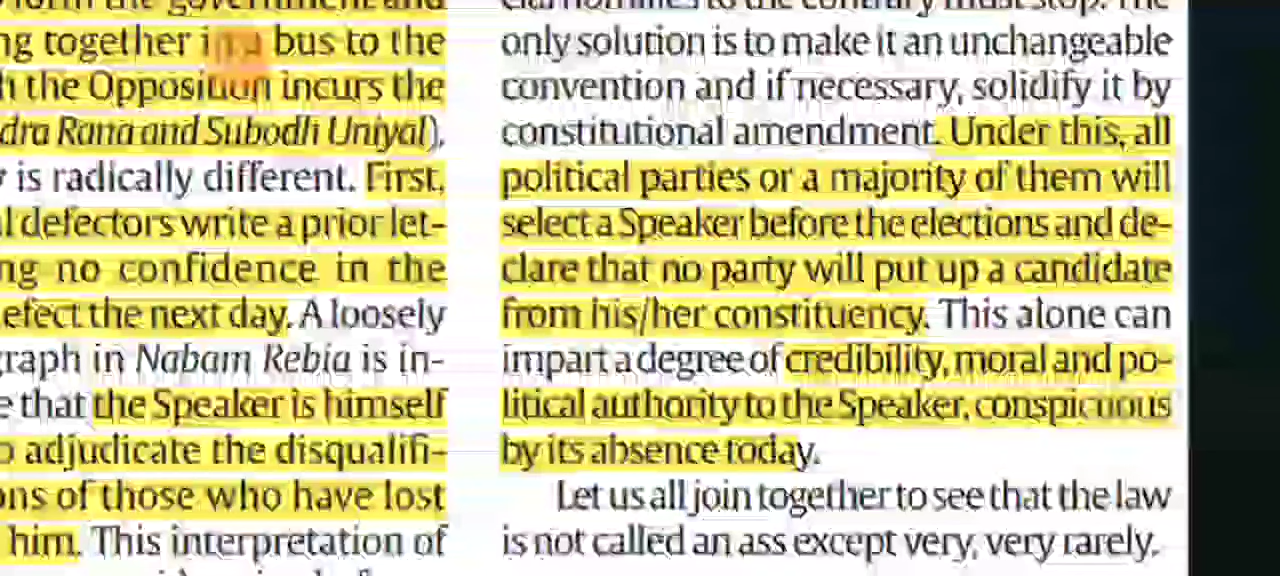 ng together in a bus to the
h the Opposition incurs the
dra Rana and Subodh Uniyal).
is radically different. First,
l defectors write a prior let-
ng no confidence in the
efect the next day. A loosely
graph in Nabam Rebia is in-
e that the Speaker is himself
o adjudicate the disqualifi-
ons of those who have lost
him. This interpretation of
only solution is to make it an unchangeable
convention and if necessary, solidify it by
constitutional amendment. Under this, all
political parties or a majority of them will
select a Speaker before the elections and de-
clare that no party will put up a candidate
from his/her constituency. This alone can
impart a degree of credibility, moral and po-
litical authority to the Speaker, conspicuous
by its absence today.
Let us all join together to see that the law
is not called an ass except very, very rarely.